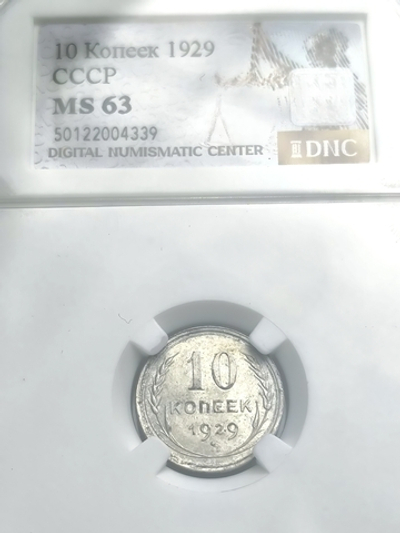 10 Копеек 1929
СССР
MS 63
50122004339
DIGITAL NUMISMATIC CENTER
DNC
10
КОПЕЕК
1929